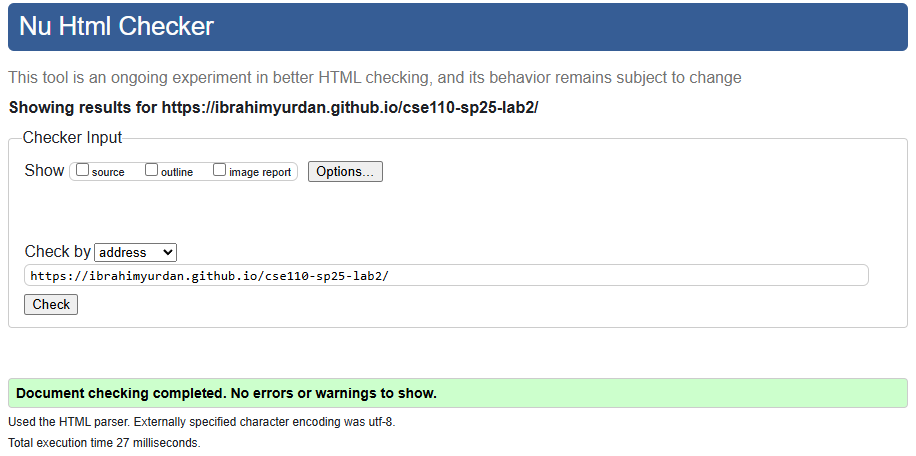 Nu Html Checker
This tool is an ongoing experiment in better HTML checking, and its behavior remains subject to change
Showing results for https://ibrahimyurdan.github.io/cse110-sp25-lab2/
Checker Input
Show source outline image report Options...
Check by address
https://ibrahimyurdan.github.io/cse110-sp25-lab2/
Check
Document checking completed. No errors or warnings to show.
Used the HTML parser. Externally specified character encoding was utf-8.
Total execution time 27 milliseconds.